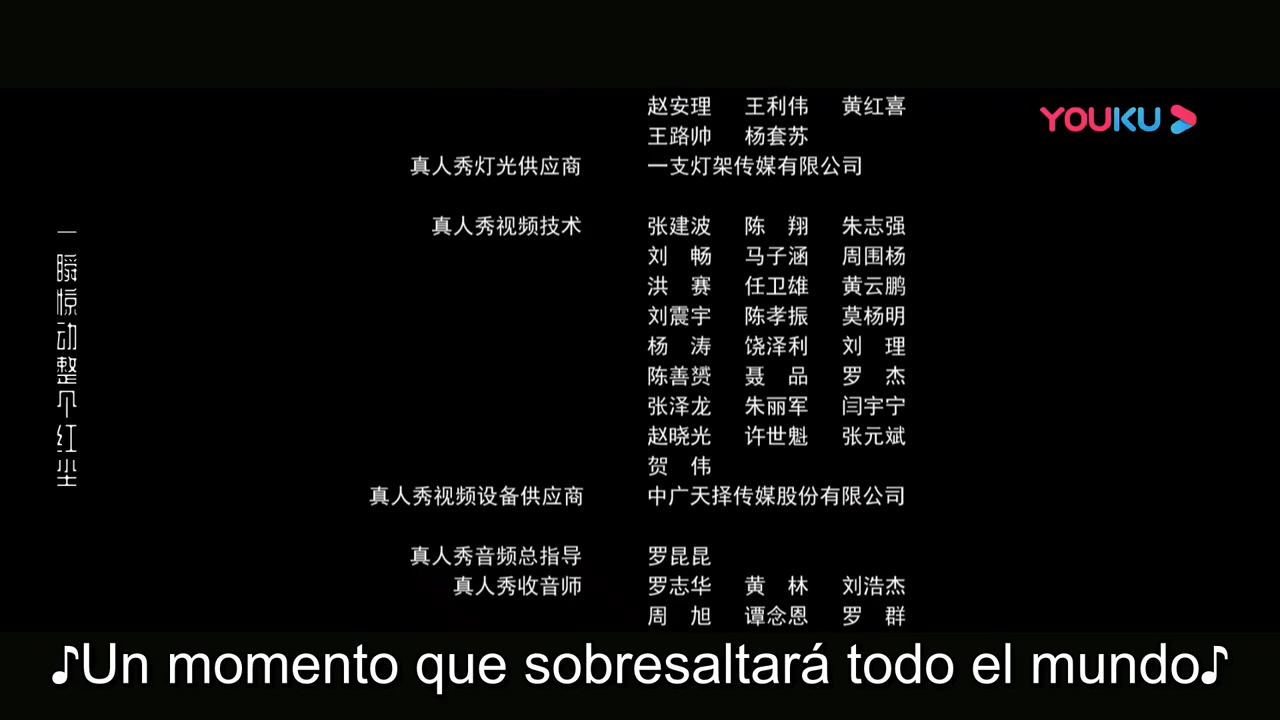 赵安理 王利伟 黄红喜
YOUKU
王路帅 杨套苏
真人秀灯光供应商 一支灯架传媒有限公司
真人秀视频技术 张建波 陈 翔 朱志强
刘 畅 马子涵 周围杨
洪 赛 任卫雄 黄云鹏
刘震宇 陈孝振 莫杨明
杨 涛 饶泽利 刘 理
陈善赟 聂 品 罗 杰
张泽龙 朱丽军 闫宇宁
赵晓光 许世魁 张元斌
贺 伟
真人秀视频设备供应商 中广天择传媒股份有限公司
真人秀音频总指导 罗昆昆
真人秀收音师 罗志华 黄 林 刘浩杰
周 旭 谭念恩 罗 群
一瞬惊动整个红尘
♪Un momento que sobresaltará todo el mundo♪